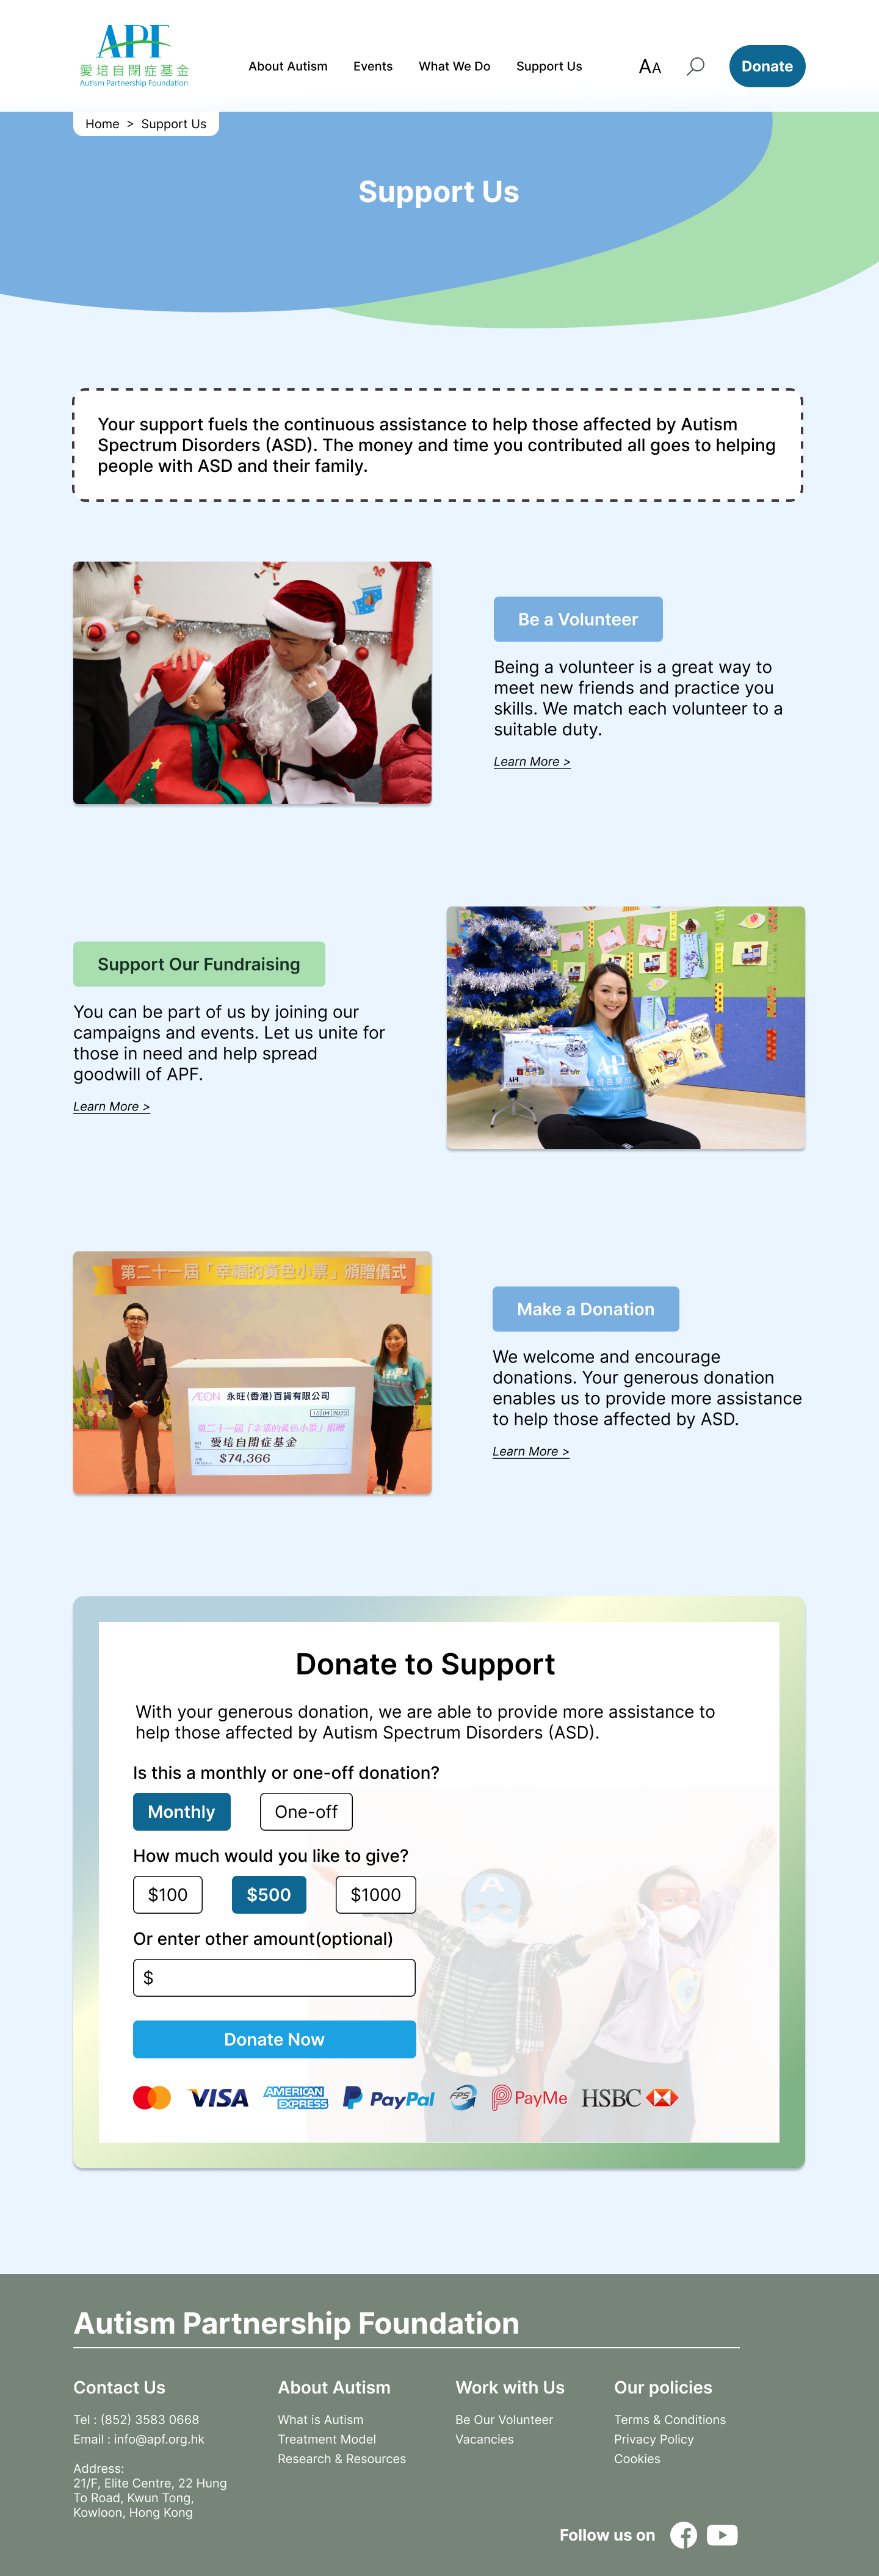 APF
愛培自閉症基金
Autism Partnership Foundation
About Autism
Events
What We Do
Support Us
AA
Donate
Home > Support Us
Support Us
Your support fuels the continuous assistance to help those affected by Autism
Spectrum Disorders (ASD). The money and time you contributed all goes to helping
people with ASD and their family.
Be a Volunteer
Being a volunteer is a great way to
meet new friends and practice you
skills. We match each volunteer to a
suitable duty.
Learn More >
Support Our Fundraising
You can be part of us by joining our
campaigns and events. Let us unite for
those in need and help spread
goodwill of APF.
Learn More >
APF
愛培自閉症
第二十一屆「幸福的黃色小票」頒贈儀式
APF
AEON 永旺(香港)百貨有限公司
15 04 2023
第二十一屆「幸福的黃色小票」捐贈
愛培自閉症基金
$74,366
Make a Donation
We welcome and encourage
donations. Your generous donation
enables us to provide more assistance
to help those affected by ASD.
Learn More >
Donate to Support
With your generous donation, we are able to provide more assistance to
help those affected by Autism Spectrum Disorders (ASD).
Is this a monthly or one-off donation?
Monthly
One-off
How much would you like to give?
$100
$500
$1000
A
Or enter other amount(optional)
$
Donate Now
VISA
AMERICAN
EXPRESS
PayPal
FPS
PayMe
HSBC
Autism Partnership Foundation
Contact Us
Tel : (852) 3583 0668
Email : info@apf.org.hk
Address:
21/F, Elite Centre, 22 Hung
To Road, Kwun Tong,
Kowloon, Hong Kong
About Autism
What is Autism
Treatment Model
Research & Resources
Work with Us
Be Our Volunteer
Vacancies
Our policies
Terms & Conditions
Privacy Policy
Cookies
Follow us on